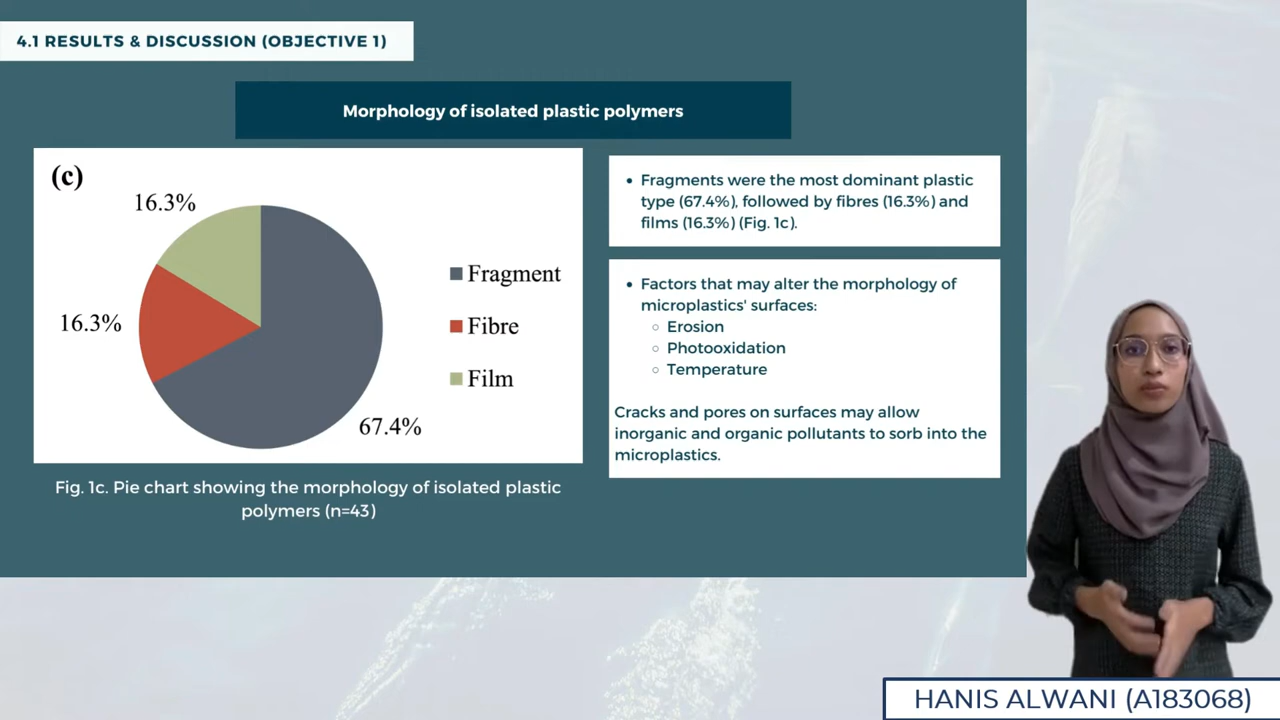 4.1 RESULTS & DISCUSSION (OBJECTIVE 1)
Morphology of isolated plastic polymers
(c)
16.3%
16.3%
67.4%
Fragment
Fibre
Film
Fig. 1c. Pie chart showing the morphology of isolated plastic
polymers (n=43)
• Fragments were the most dominant plastic
type (67.4%), followed by fibres (16.3%) and
films (16.3%) (Fig. 1c).
• Factors that may alter the morphology of
microplastics' surfaces:
○ Erosion
○ Photooxidation
○ Temperature
Cracks and pores on surfaces may allow
inorganic and organic pollutants to sorb into the
microplastics.
HANIS ALWANI (A183068)